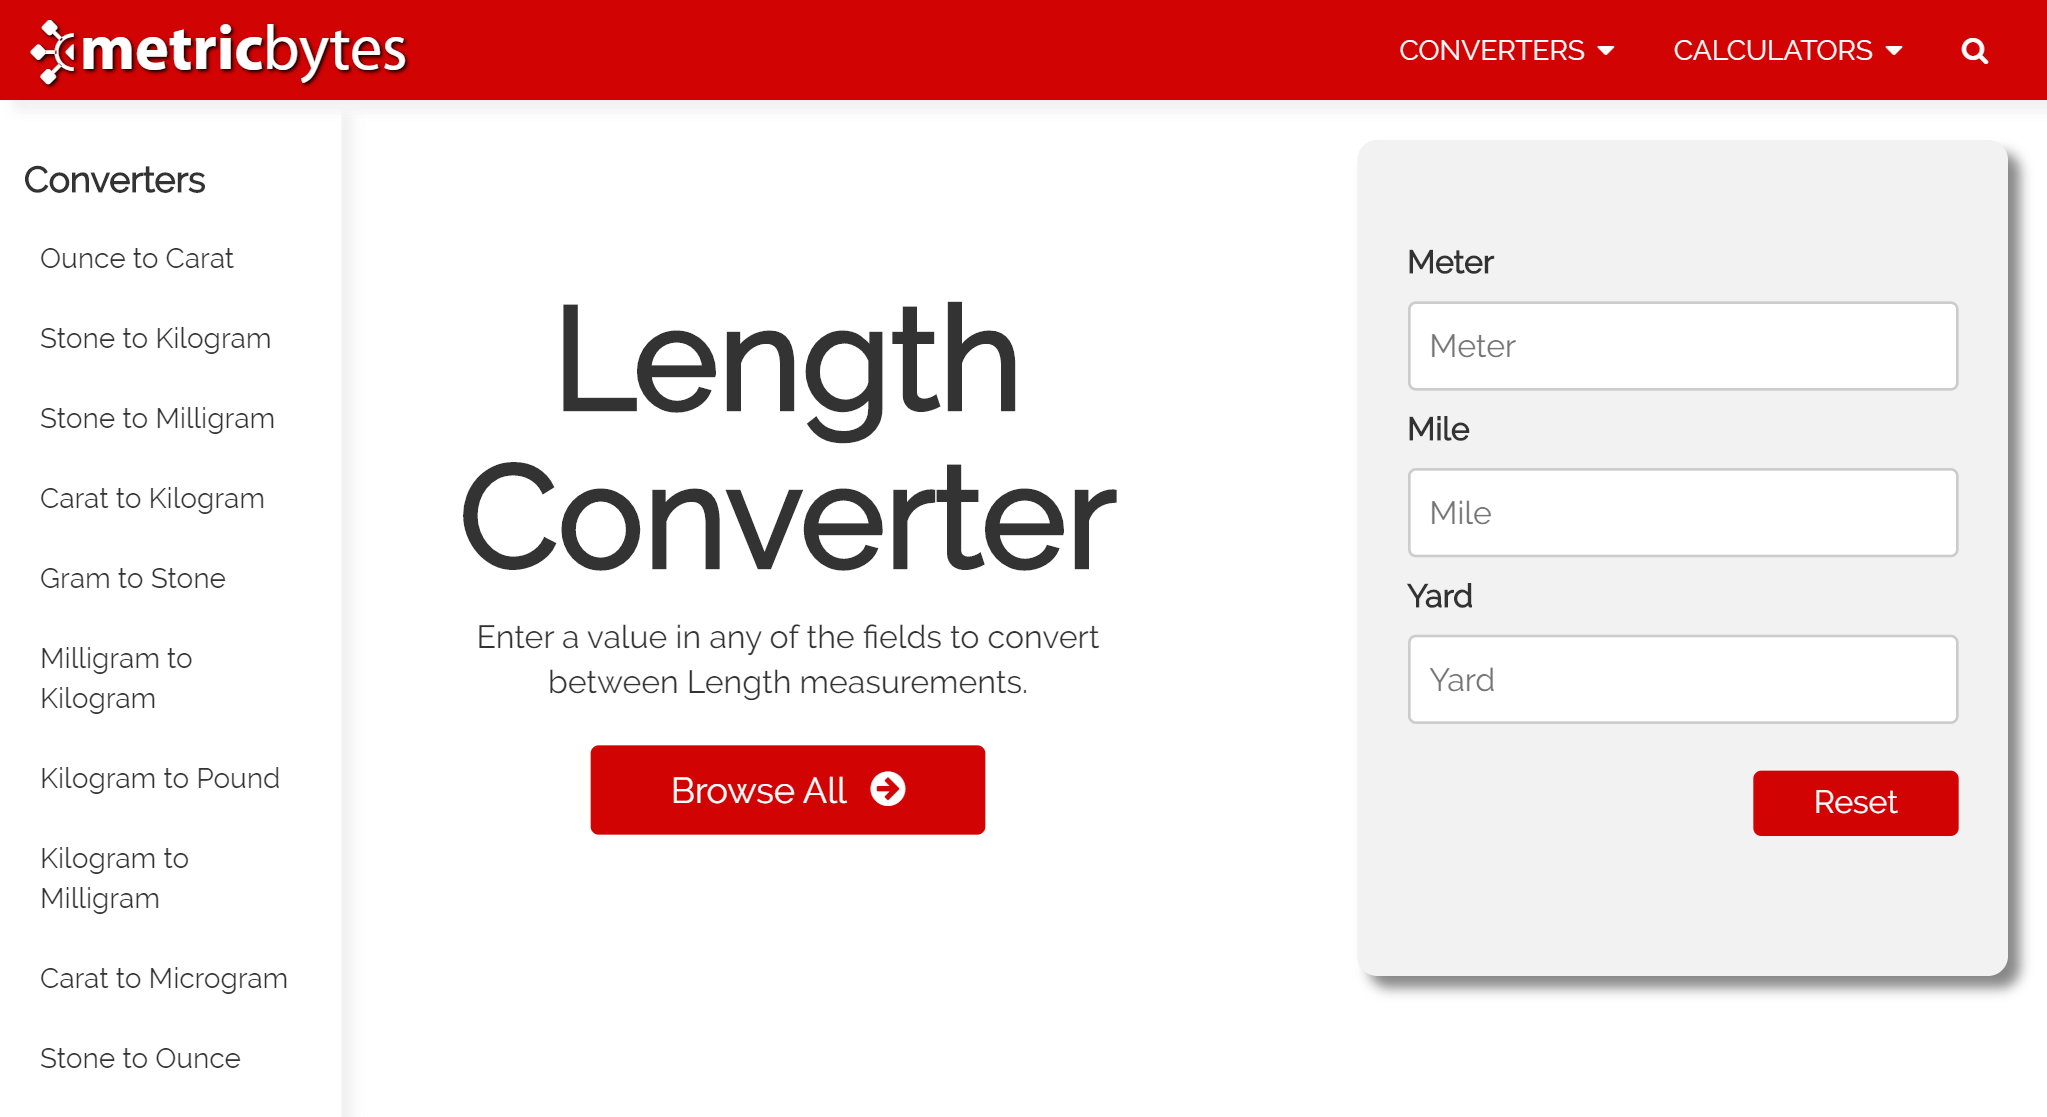 metricbytes
CONVERTERS
CALCULATORS
Converters
Ounce to Carat
Stone to Kilogram
Stone to Milligram
Carat to Kilogram
Gram to Stone
Milligram to
Kilogram
Kilogram to Pound
Kilogram to
Milligram
Carat to Microgram
Stone to Ounce
Length
Converter
Enter a value in any of the fields to convert
between Length measurements.
Browse All
Meter
Meter
Mile
Mile
Yard
Yard
Reset